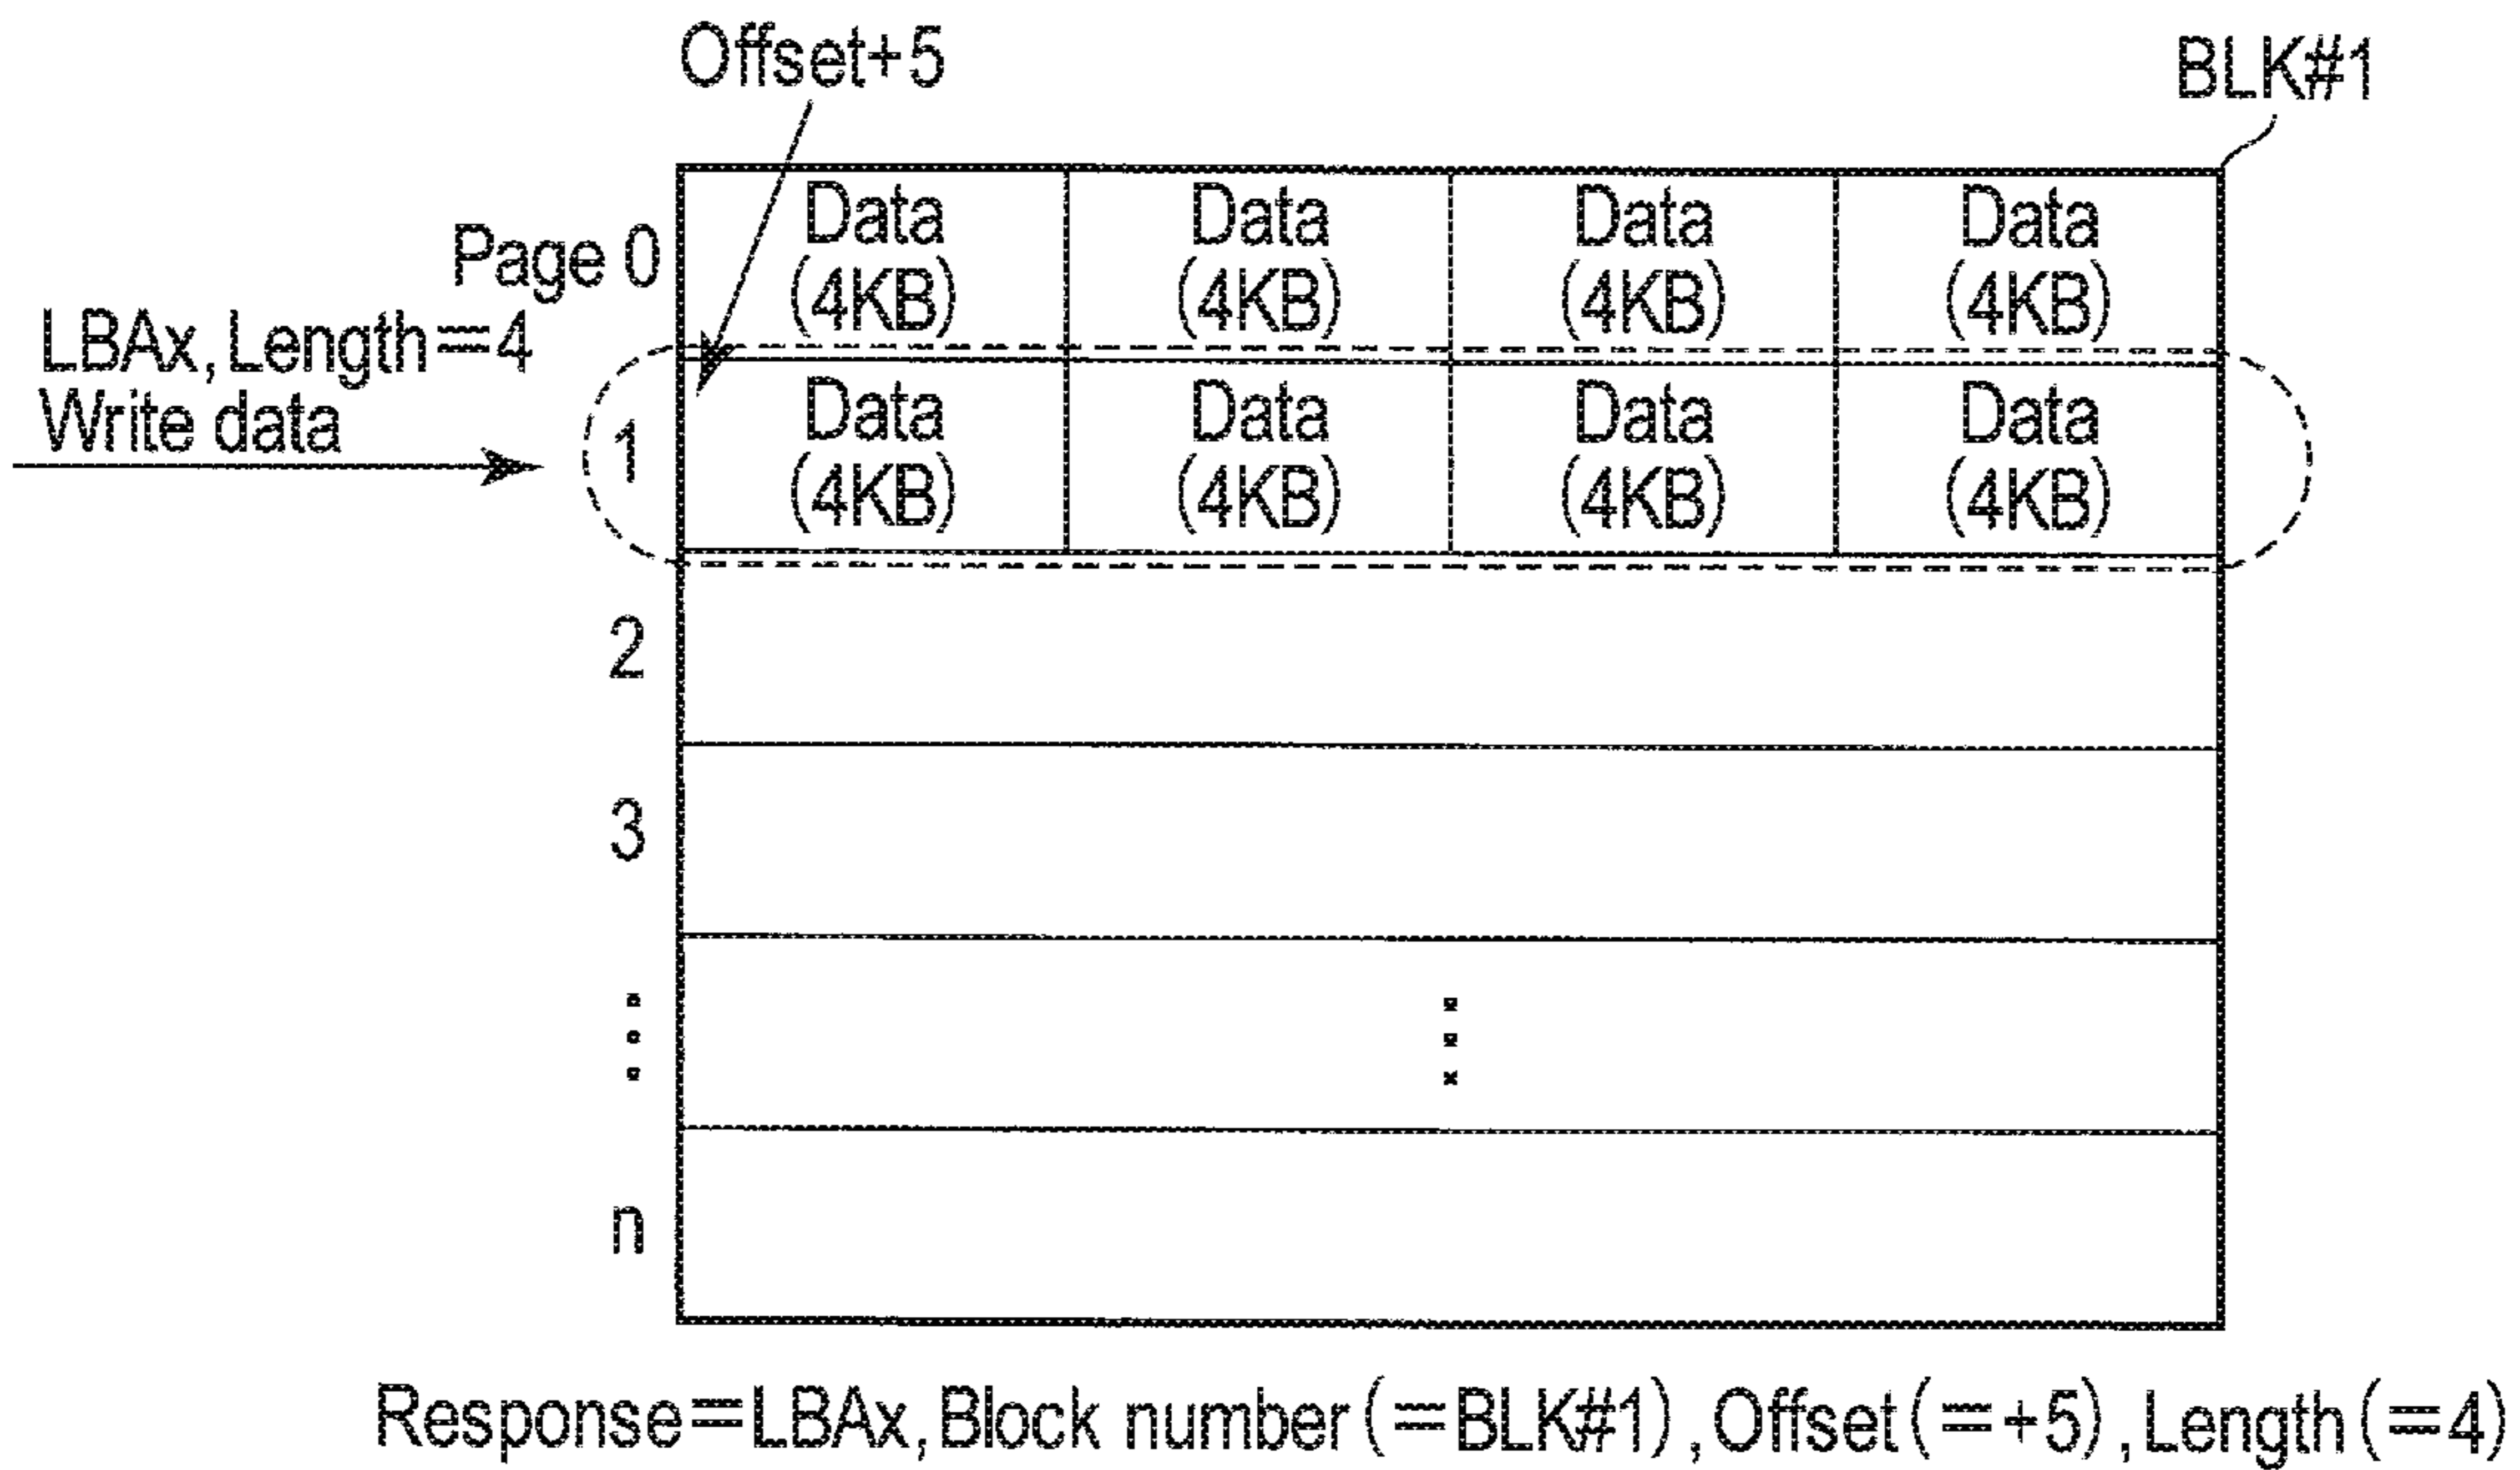 Offset+5
BLK#1
Page 0
Data Data Data Data
(4KB) (4KB) (4KB) (4KB)
LBAx,Length=4
Write data
1
Data Data Data Data
(4KB) (4KB) (4KB) (4KB)
2
3
n
Response=LBAx,Block number(=BLK#1),Offset(=+5),Length(=4)